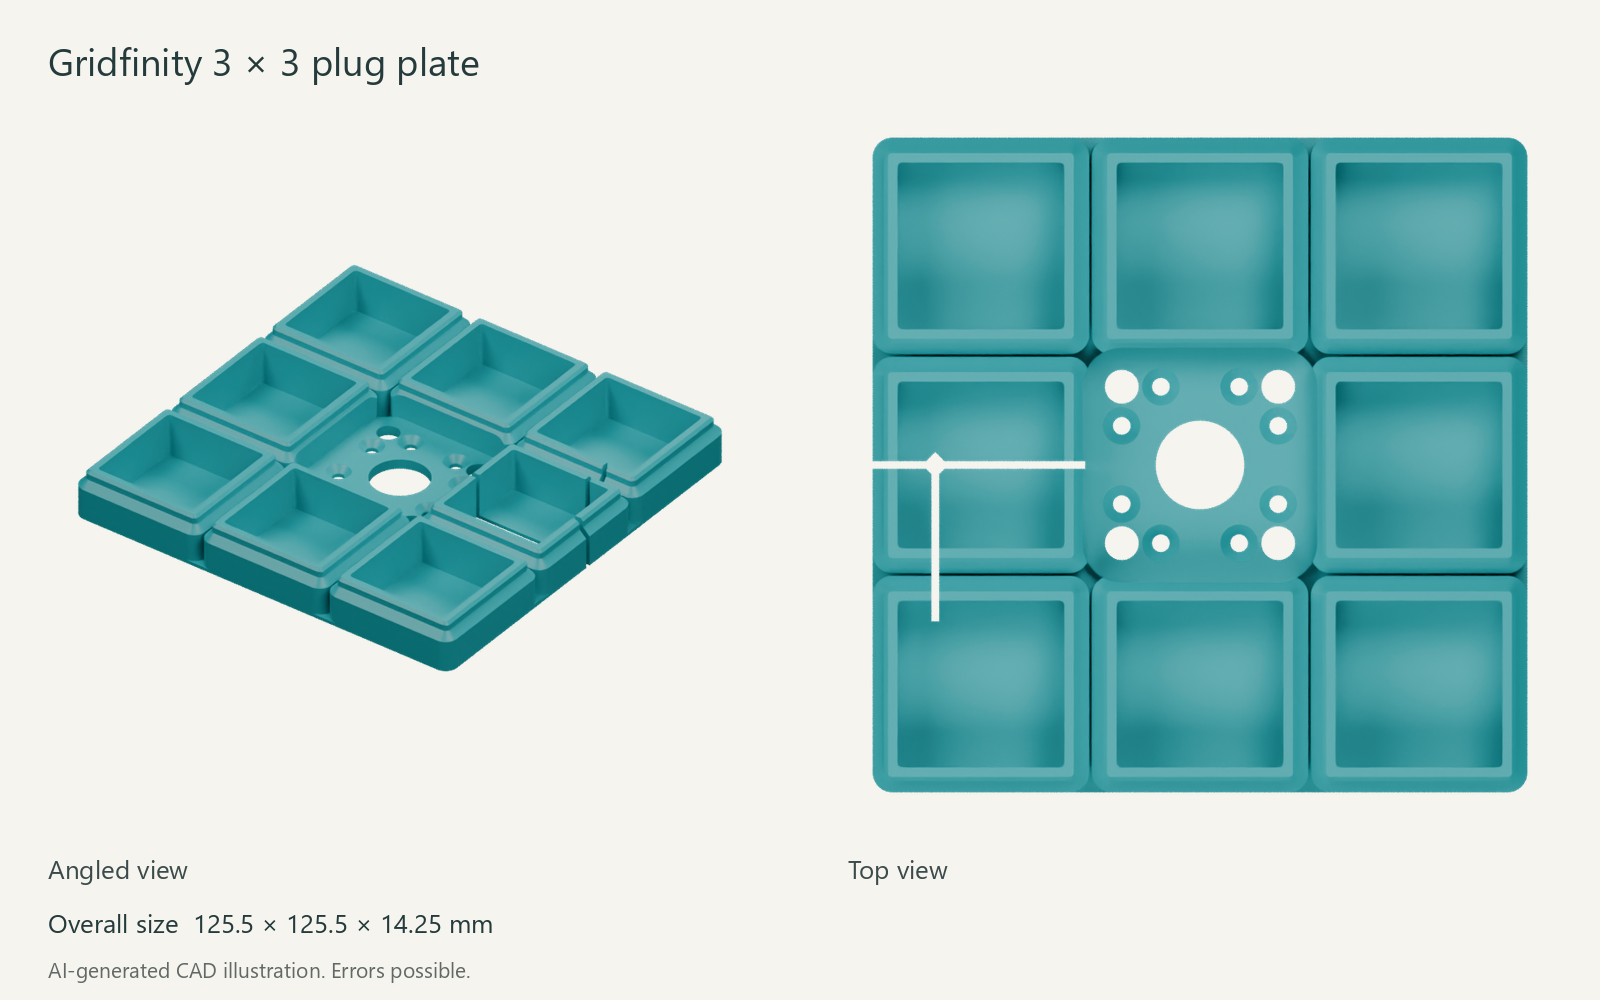 Gridfinity 3 × 3 plug plate
Angled view
Top view
Overall size 125.5 × 125.5 × 14.25 mm
AI-generated CAD illustration. Errors possible.